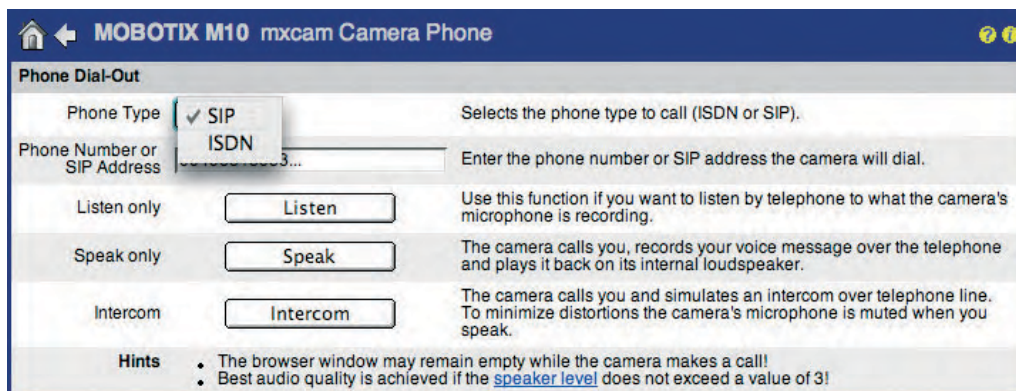 MOBOTIX M10 mxcam Camera Phone
Phone Dial-Out
Phone Type
✓ SIP
ISDN
Selects the phone type to call (ISDN or SIP).
Phone Number or
SIP Address
Enter the phone number or SIP address the camera will dial.
Listen only
Listen
Use this function if you want to listen by telephone to what the camera's
microphone is recording.
Speak only
Speak
The camera calls you, records your voice message over the telephone
and plays it back on its internal loudspeaker.
Intercom
Intercom
The camera calls you and simulates an intercom over telephone line.
To minimize distortions the camera's microphone is muted when you
speak.
Hints
• The browser window may remain empty while the camera makes a call!
• Best audio quality is achieved if the speaker level does not exceed a value of 3!